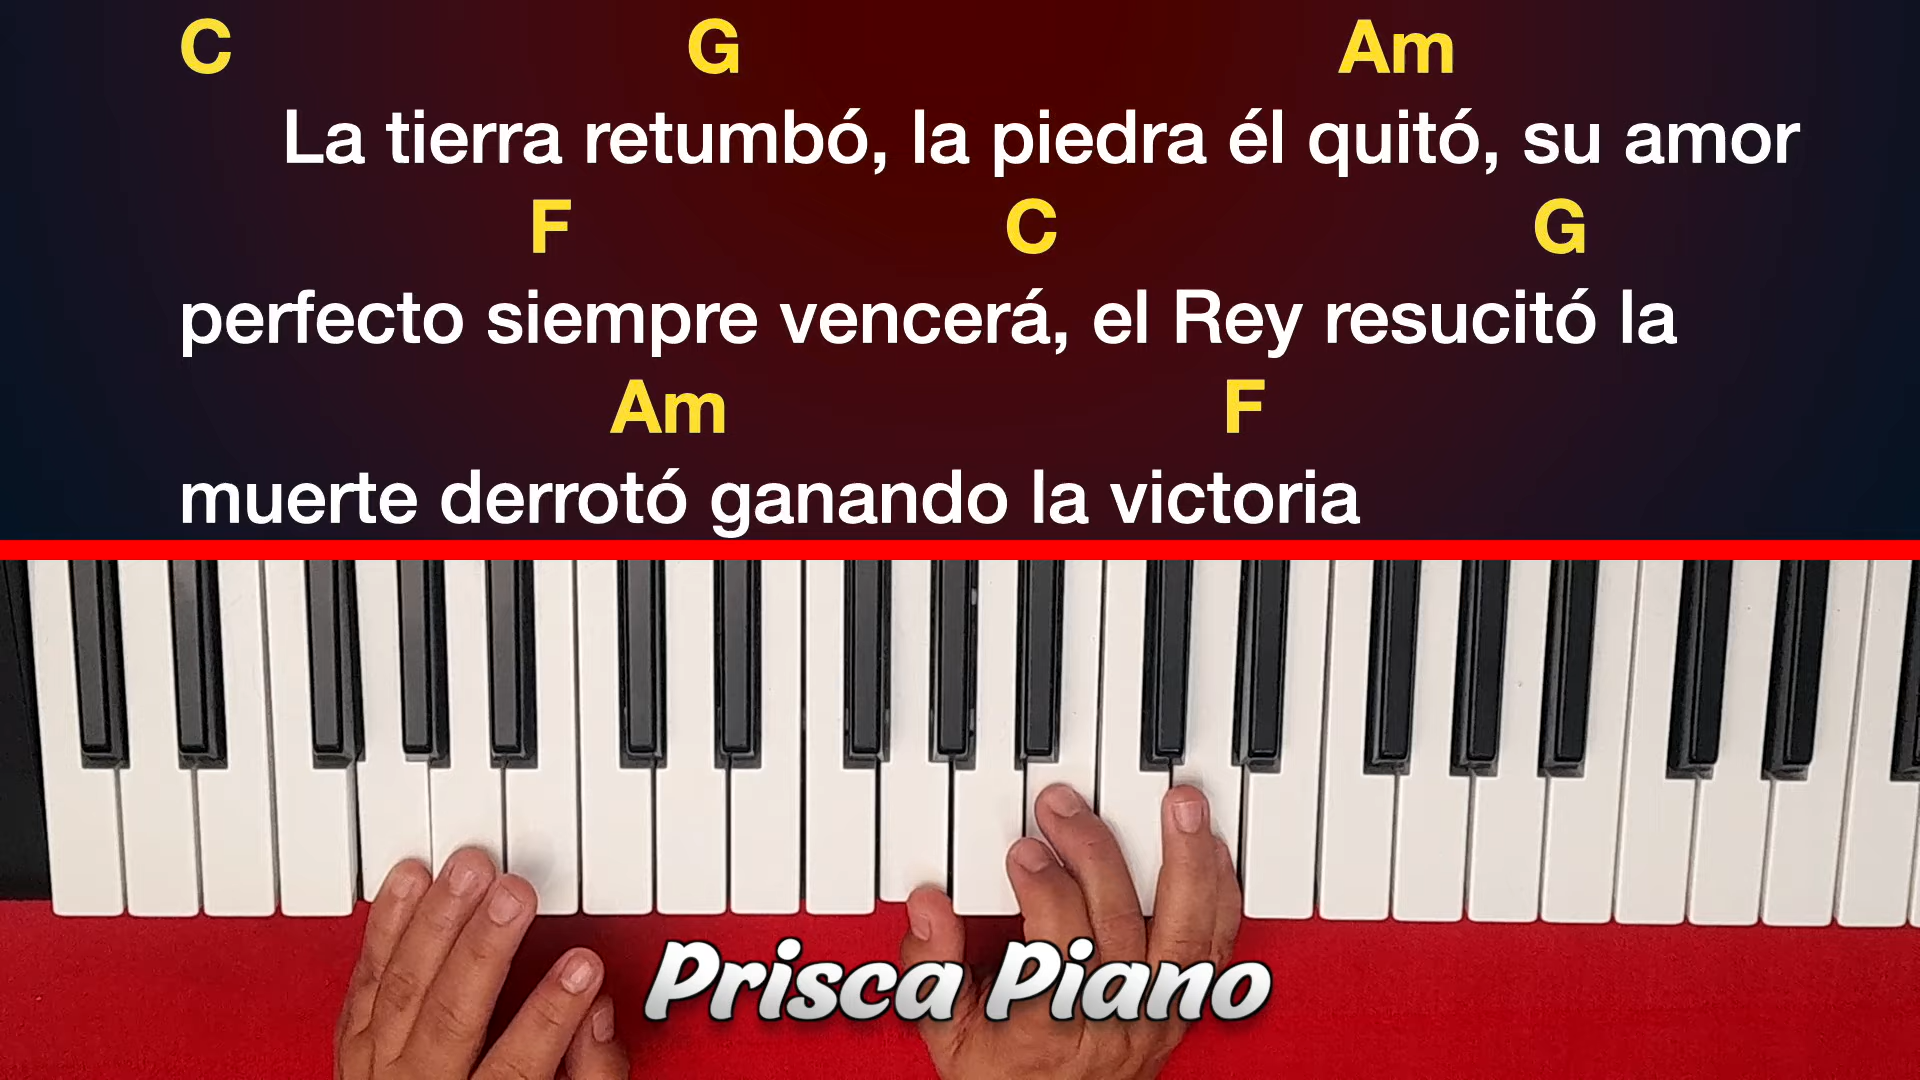 C G Am
La tierra retumbó, la piedra él quitó, su amor
F C G
perfecto siempre vencerá, el Rey resucitó la
Am F
muerte derrotó ganando la victoria
Prisca Piano